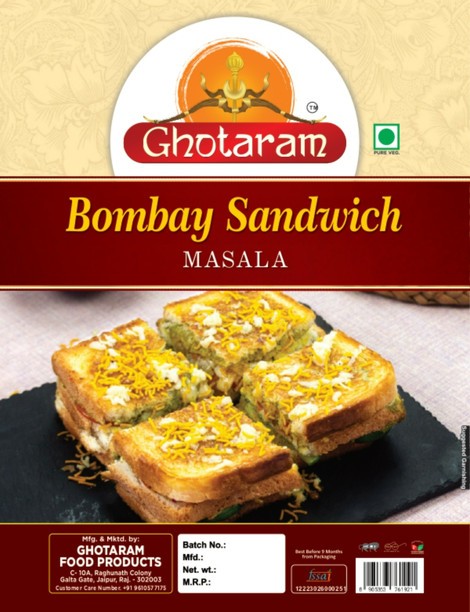 TM
Ghotaram
PURE VEG.
Bombay Sandwich
MASALA
Suggested Garnishing
Mfg. & Mktd. by:
GHOTARAM
FOOD PRODUCTS
C- 10A, Raghunath Colony
Galta Gate, Jaipur, Raj. - 302003
Customer Care Number. +91 9610577175
Batch No.:
Mfd.:
Net. wt.:
M.R.P.:
Best Before 9 Months
from Packaging
fssai
12223026000251